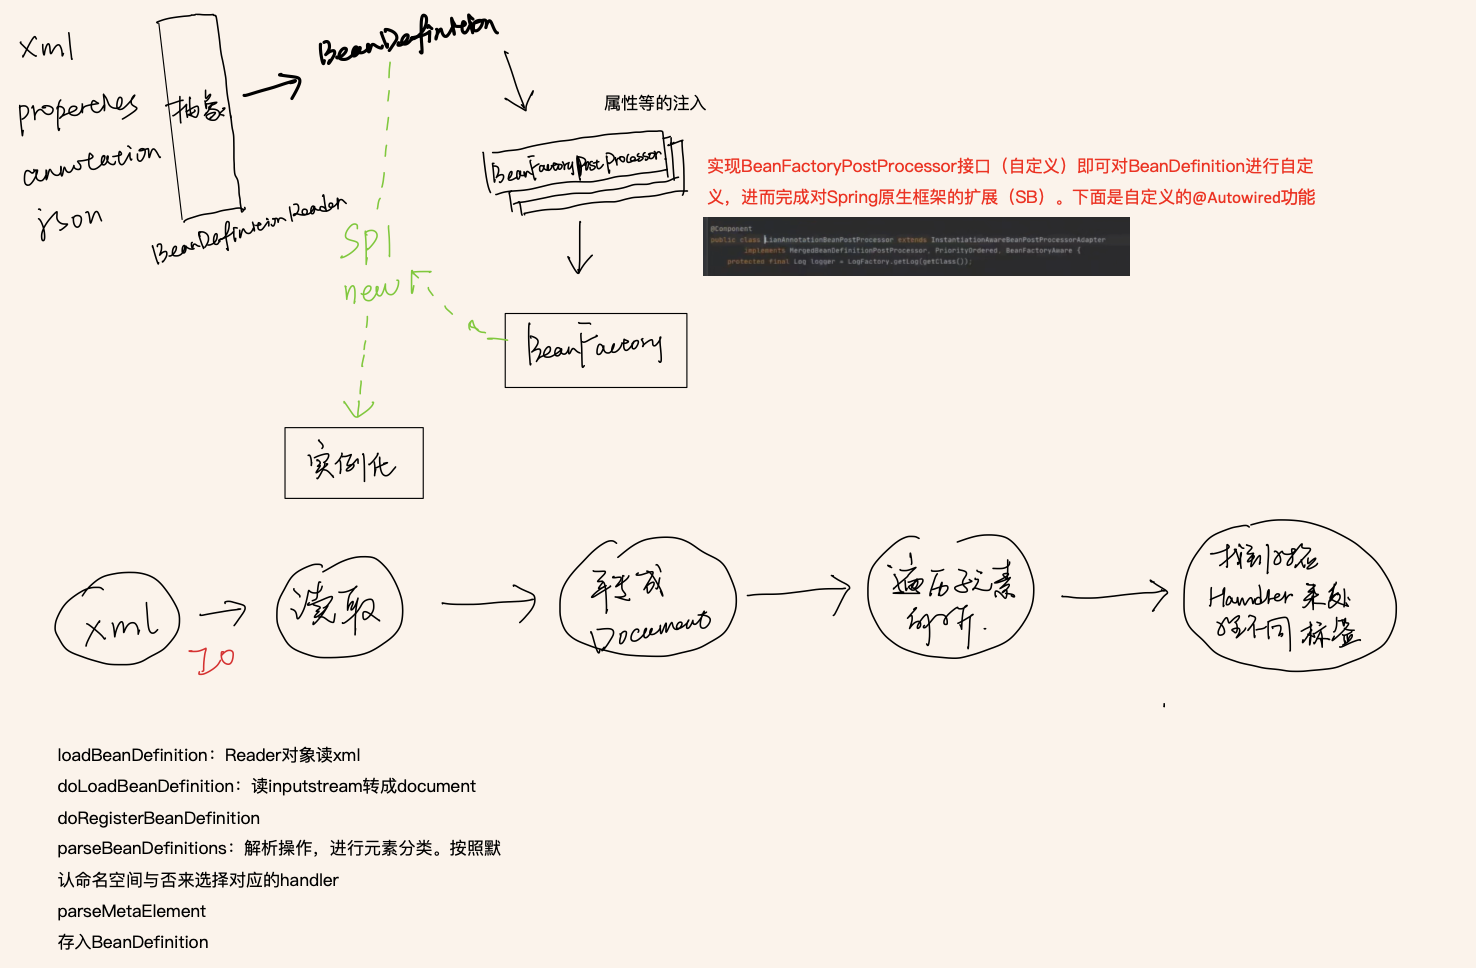 xml
properties
annotation
json
抽象
BeanDefinitionReader
BeanDefinition
SPI
new
属性等的注入
BeanFactoryPostProcessor
实现BeanFactoryPostProcessor接口（自定义）即可对BeanDefinition进行自定
义，进而完成对Spring原生框架的扩展（SB）。下面是自定义的@Autowired功能
@Component
public class LianAnnotationBeanPostProcessor extends InstantiationAwareBeanPostProcessorAdapter
implements MergedBeanDefinitionPostProcessor, PriorityOrdered, BeanFactoryAware {
protected final Log logger = LogFactory.getLog(getClass());
BeanFactory
实例化
xml
IO
读取
转成
Document
遍历子元素
解析.
找到对应
Handler 来处
理不同标签
loadBeanDefinition：Reader对象读xml
doLoadBeanDefinition：读inputstream转成document
doRegisterBeanDefinition
parseBeanDefinitions：解析操作，进行元素分类。按照默
认命名空间与否来选择对应的handler
parseMetaElement
存入BeanDefinition